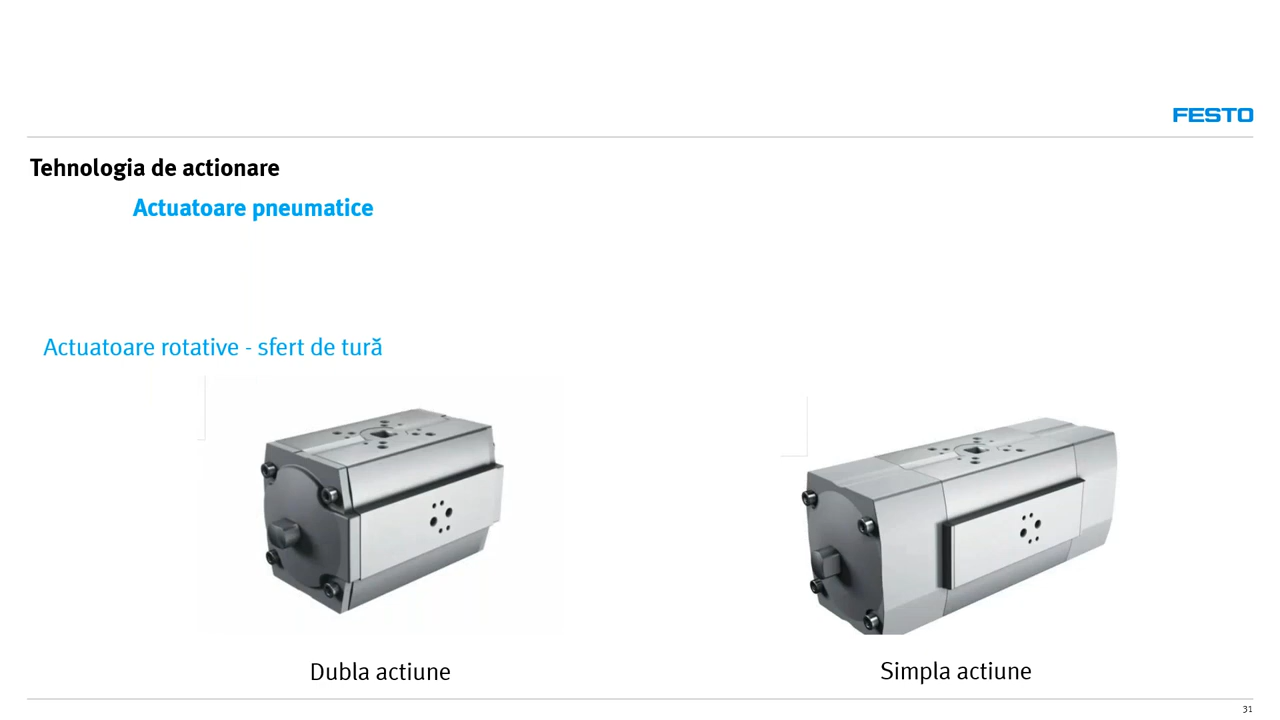 FESTO
Tehnologia de actionare
Actuatoare pneumatice
Actuatoare rotative - sfert de tură
Dubla actiune
Simpla actiune
31